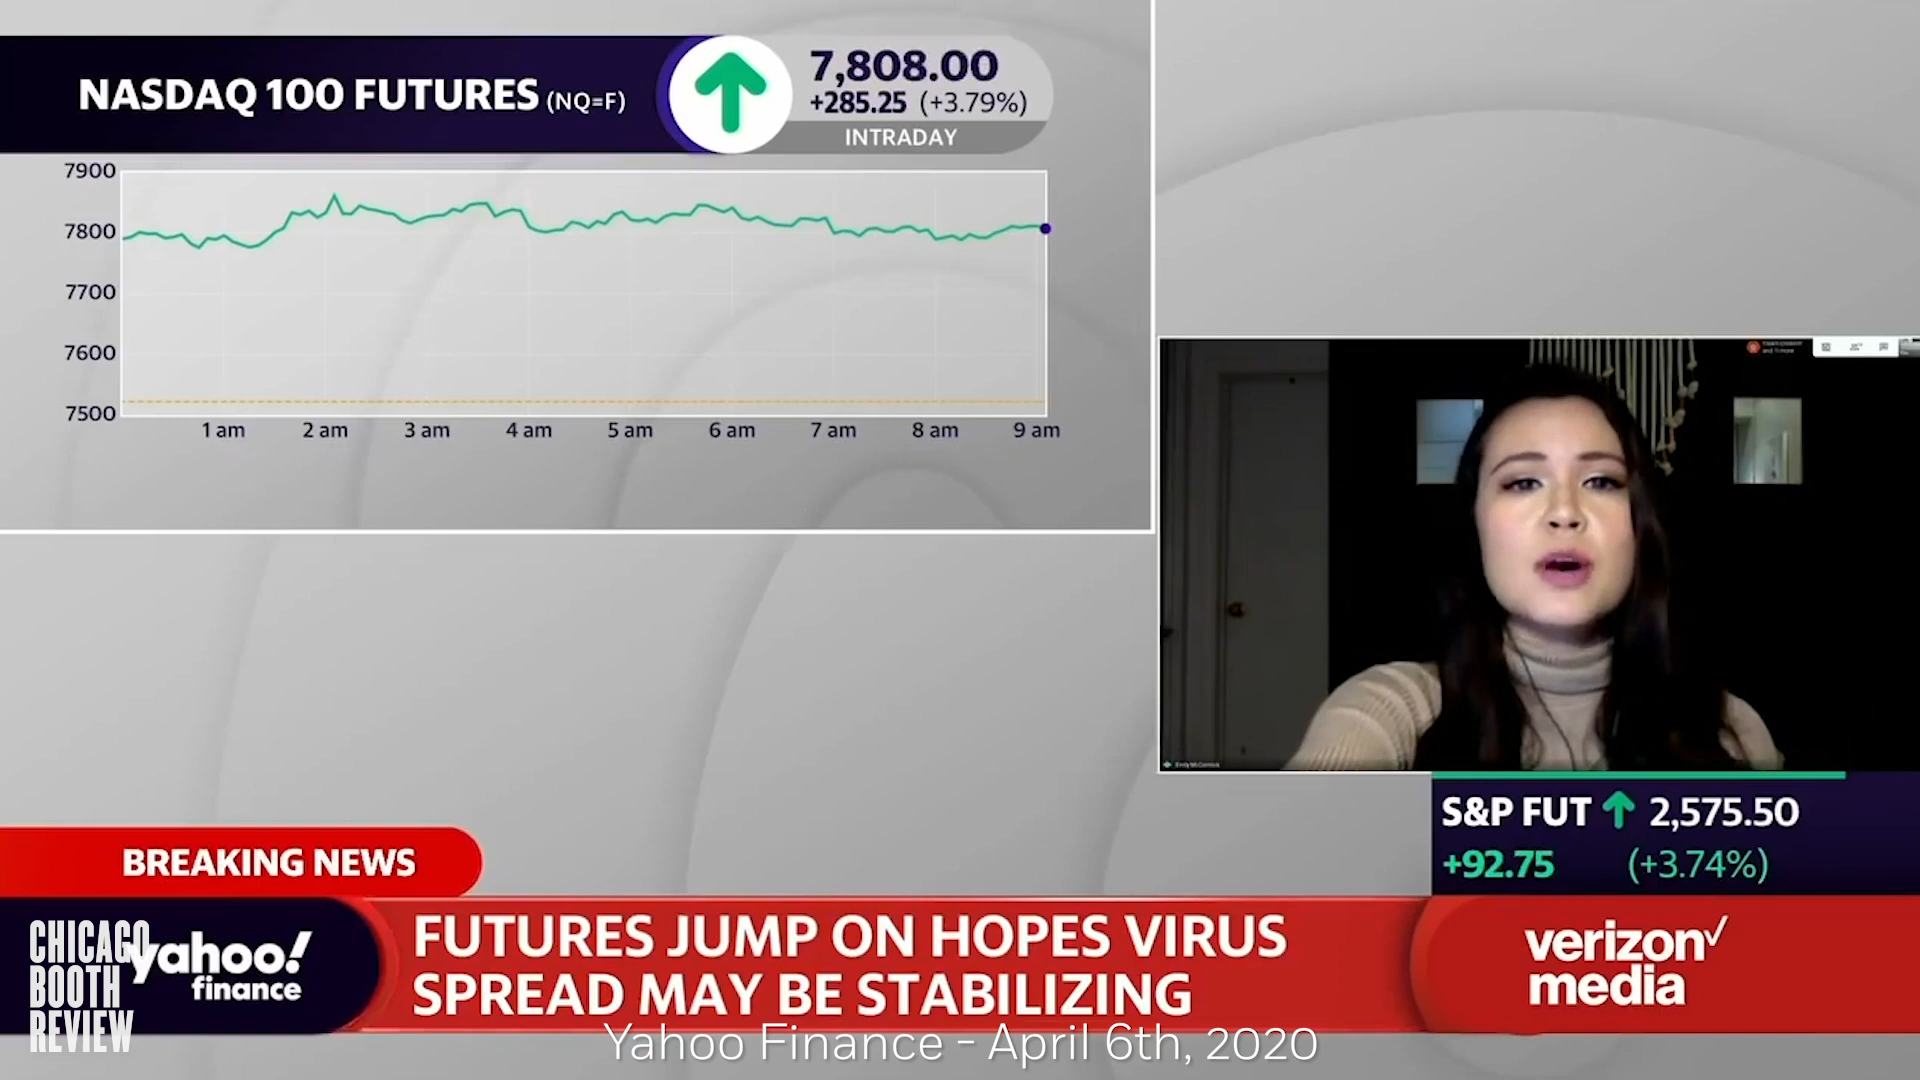 NASDAQ 100 FUTURES (NQ=F)
7,808.00
+285.25 (+3.79%)
INTRADAY
7900
7800
7700
7600
7500
1 am 2 am 3 am 4 am 5 am 6 am 7 am 8 am 9 am
Emily McCormick
S&P FUT 2,575.50
+92.75 (+3.74%)
BREAKING NEWS
yahoo!
finance
FUTURES JUMP ON HOPES VIRUS
SPREAD MAY BE STABILIZING
verizon
media
CHICAGO
BOOTH
REVIEW
Yahoo Finance - April 6th, 2020